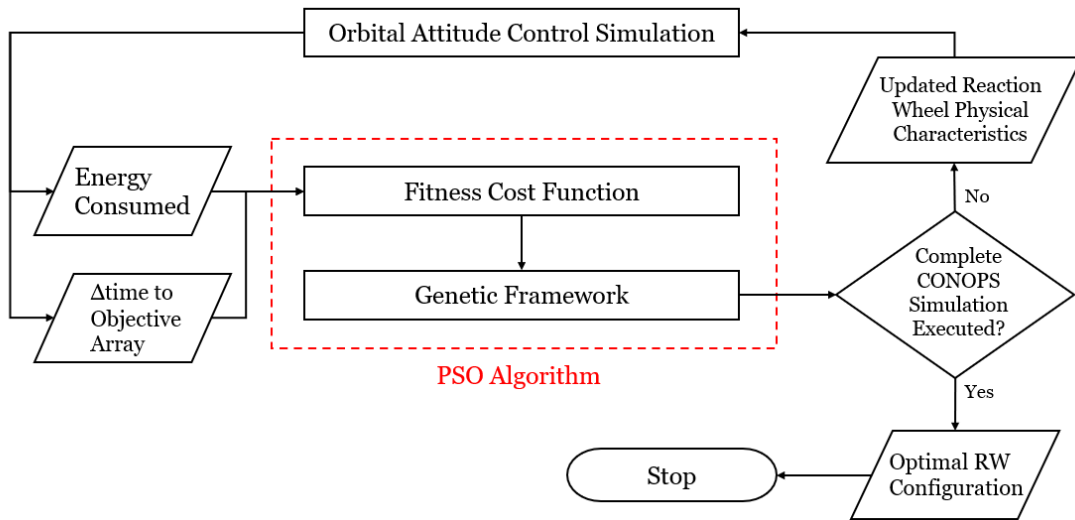 Orbital Attitude Control Simulation
Updated Reaction
Wheel Physical
Characteristics
Energy
Consumed
Fitness Cost Function
No
Δtime to
Objective
Array
Genetic Framework
Complete
CONOPS
Simulation
Executed?
PSO Algorithm
Yes
Stop
Optimal RW
Configuration